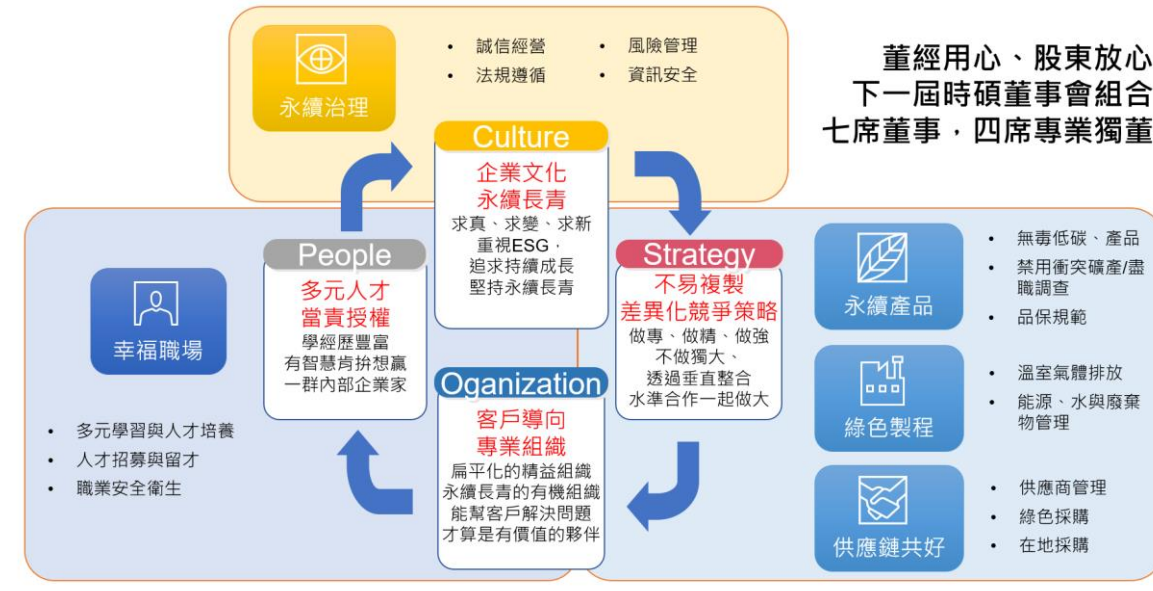 董經用心、股東放心
下一屆時碩董事會組合
七席董事，四席專業獨董
永續治理
• 誠信經營
• 法規遵循
• 風險管理
• 資訊安全
Culture
企業文化
永續長青
求真、求變、求新
重視ESG，
追求持續成長
堅持永續長青
People
多元人才
當責授權
學經歷豐富
有智慧肯拚想贏
一群內部企業家
Strategy
不易複製
差異化競爭策略
做專、做精、做強
不做獨大、
透過垂直整合
水準合作一起做大
Oganization
客戶導向
專業組織
扁平化的精益組織
永續長青的有機組織
能幫客戶解決問題
才算是有價值的夥伴
幸福職場
• 多元學習與人才培養
• 人才招募與留才
• 職業安全衛生
永續產品
• 無毒低碳、產品
• 禁用衝突礦產/盡
職調查
• 品保規範
綠色製程
• 溫室氣體排放
• 能源、水與廢棄
物管理
供應鏈共好
• 供應商管理
• 綠色採購
• 在地採購